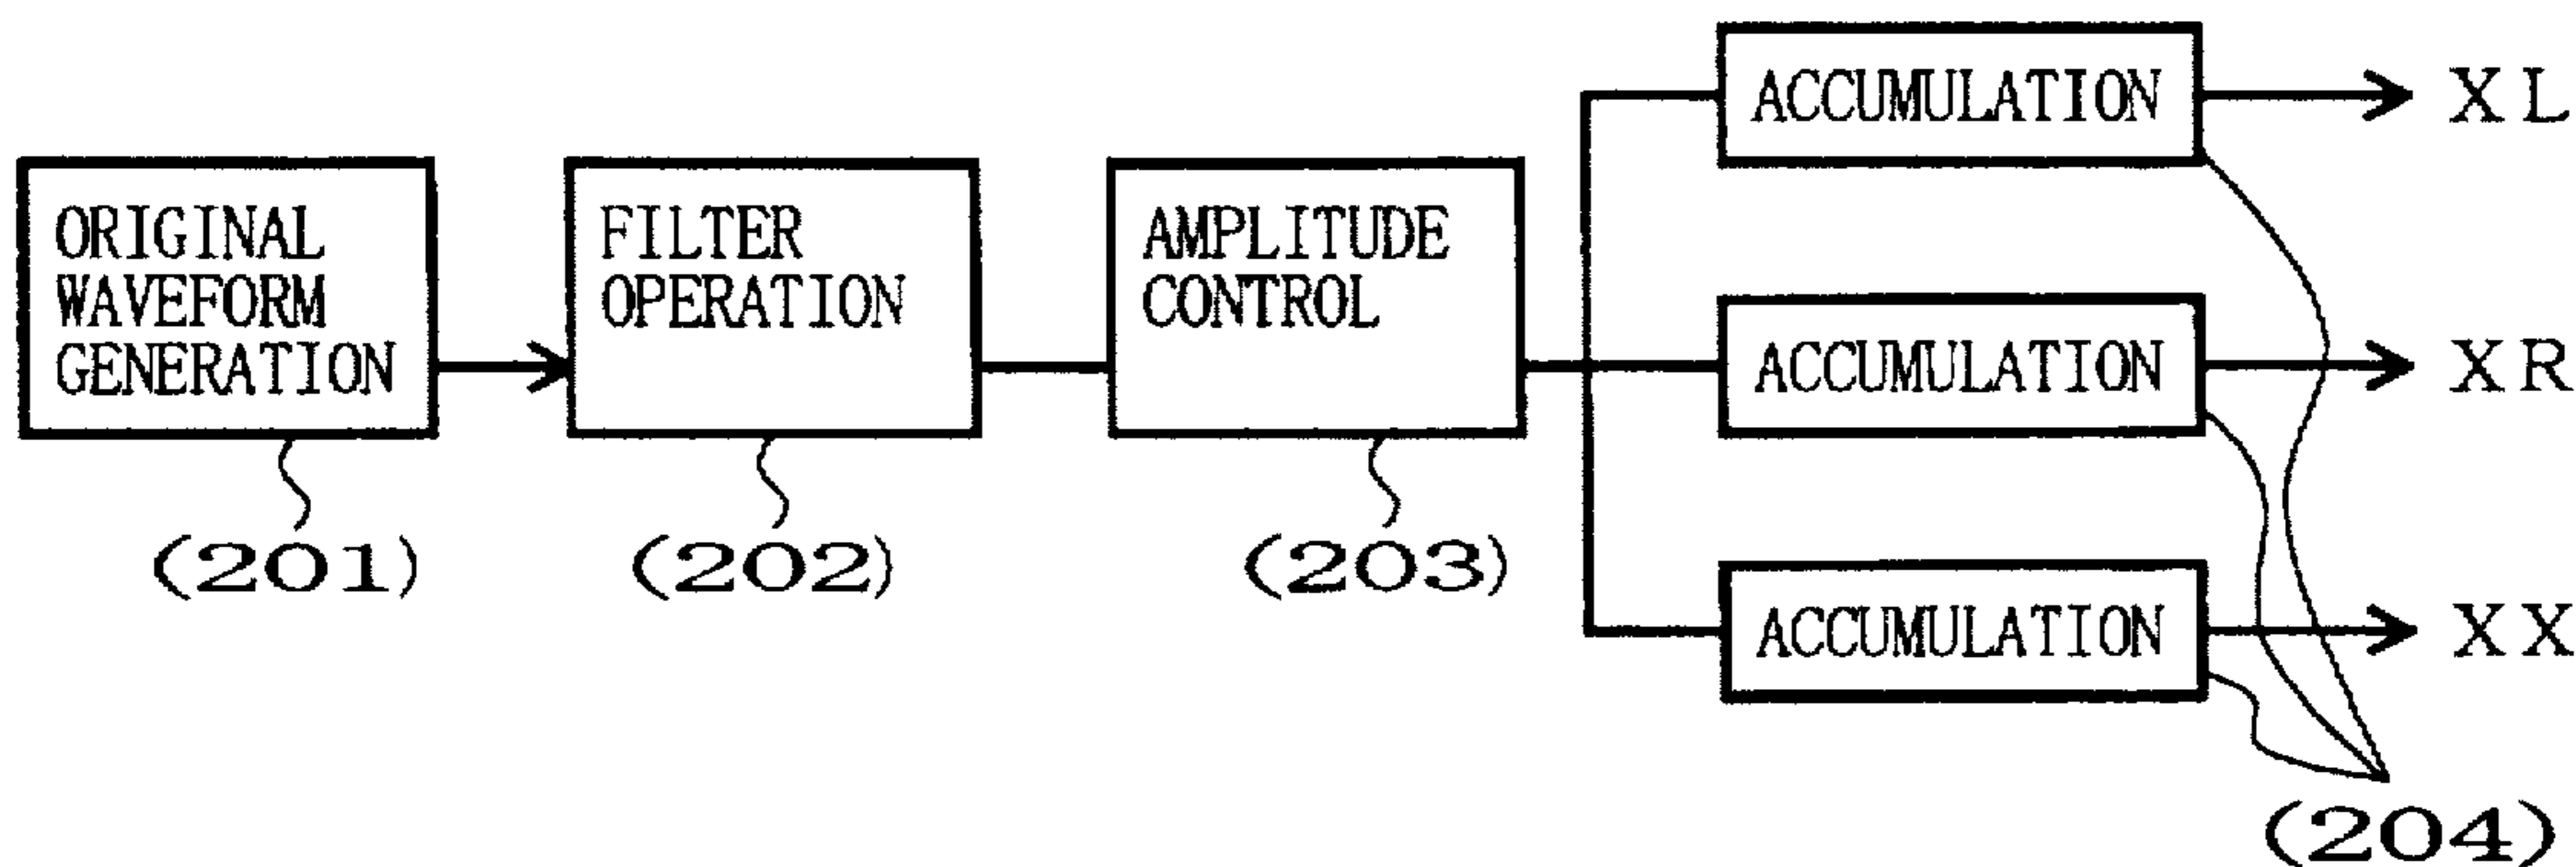 ORIGINAL
WAVEFORM
GENERATION
(201)
FILTER
OPERATION
(202)
AMPLITUDE
CONTROL
(203)
ACCUMULATION
XL
ACCUMULATION
XR
ACCUMULATION
XX
(204)